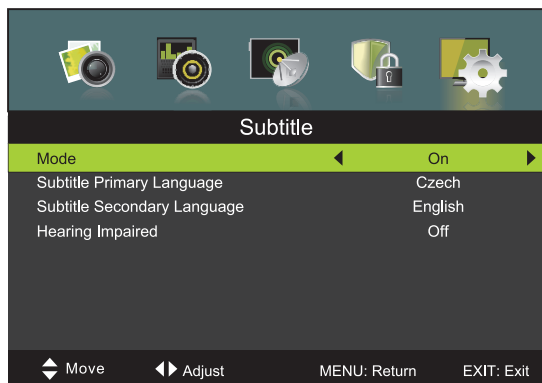 Subtitle
Mode On
Subtitle Primary Language Czech
Subtitle Secondary Language English
Hearing Impaired Off
Move Adjust MENU: Return EXIT: Exit